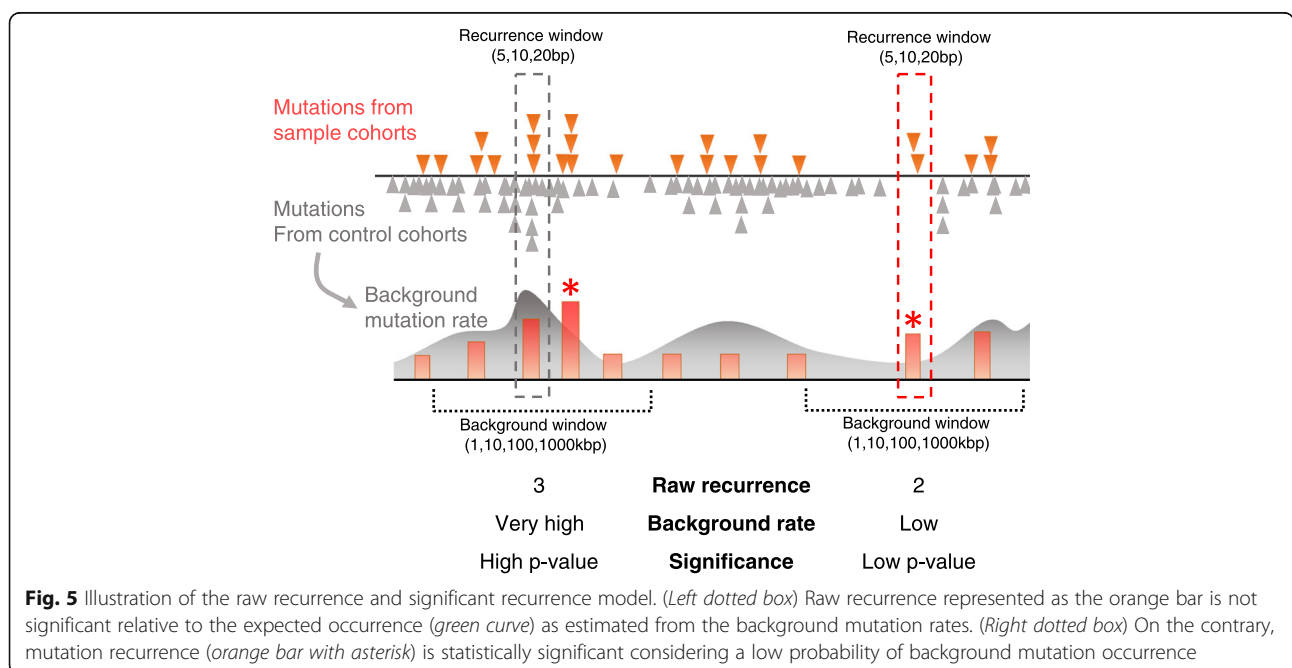 Recurrence window
(5,10,20bp)
Recurrence window
(5,10,20bp)
Mutations from
sample cohorts
Mutations
From control cohorts
Background
mutation rate
*
*
Background window
(1,10,100,1000kbp)
Background window
(1,10,100,1000kbp)
3 Raw recurrence 2
Very high Background rate Low
High p-value Significance Low p-value
Fig. 5 Illustration of the raw recurrence and significant recurrence model. (Left dotted box) Raw recurrence represented as the orange bar is not
significant relative to the expected occurrence (green curve) as estimated from the background mutation rates. (Right dotted box) On the contrary,
mutation recurrence (orange bar with asterisk) is statistically significant considering a low probability of background mutation occurrence